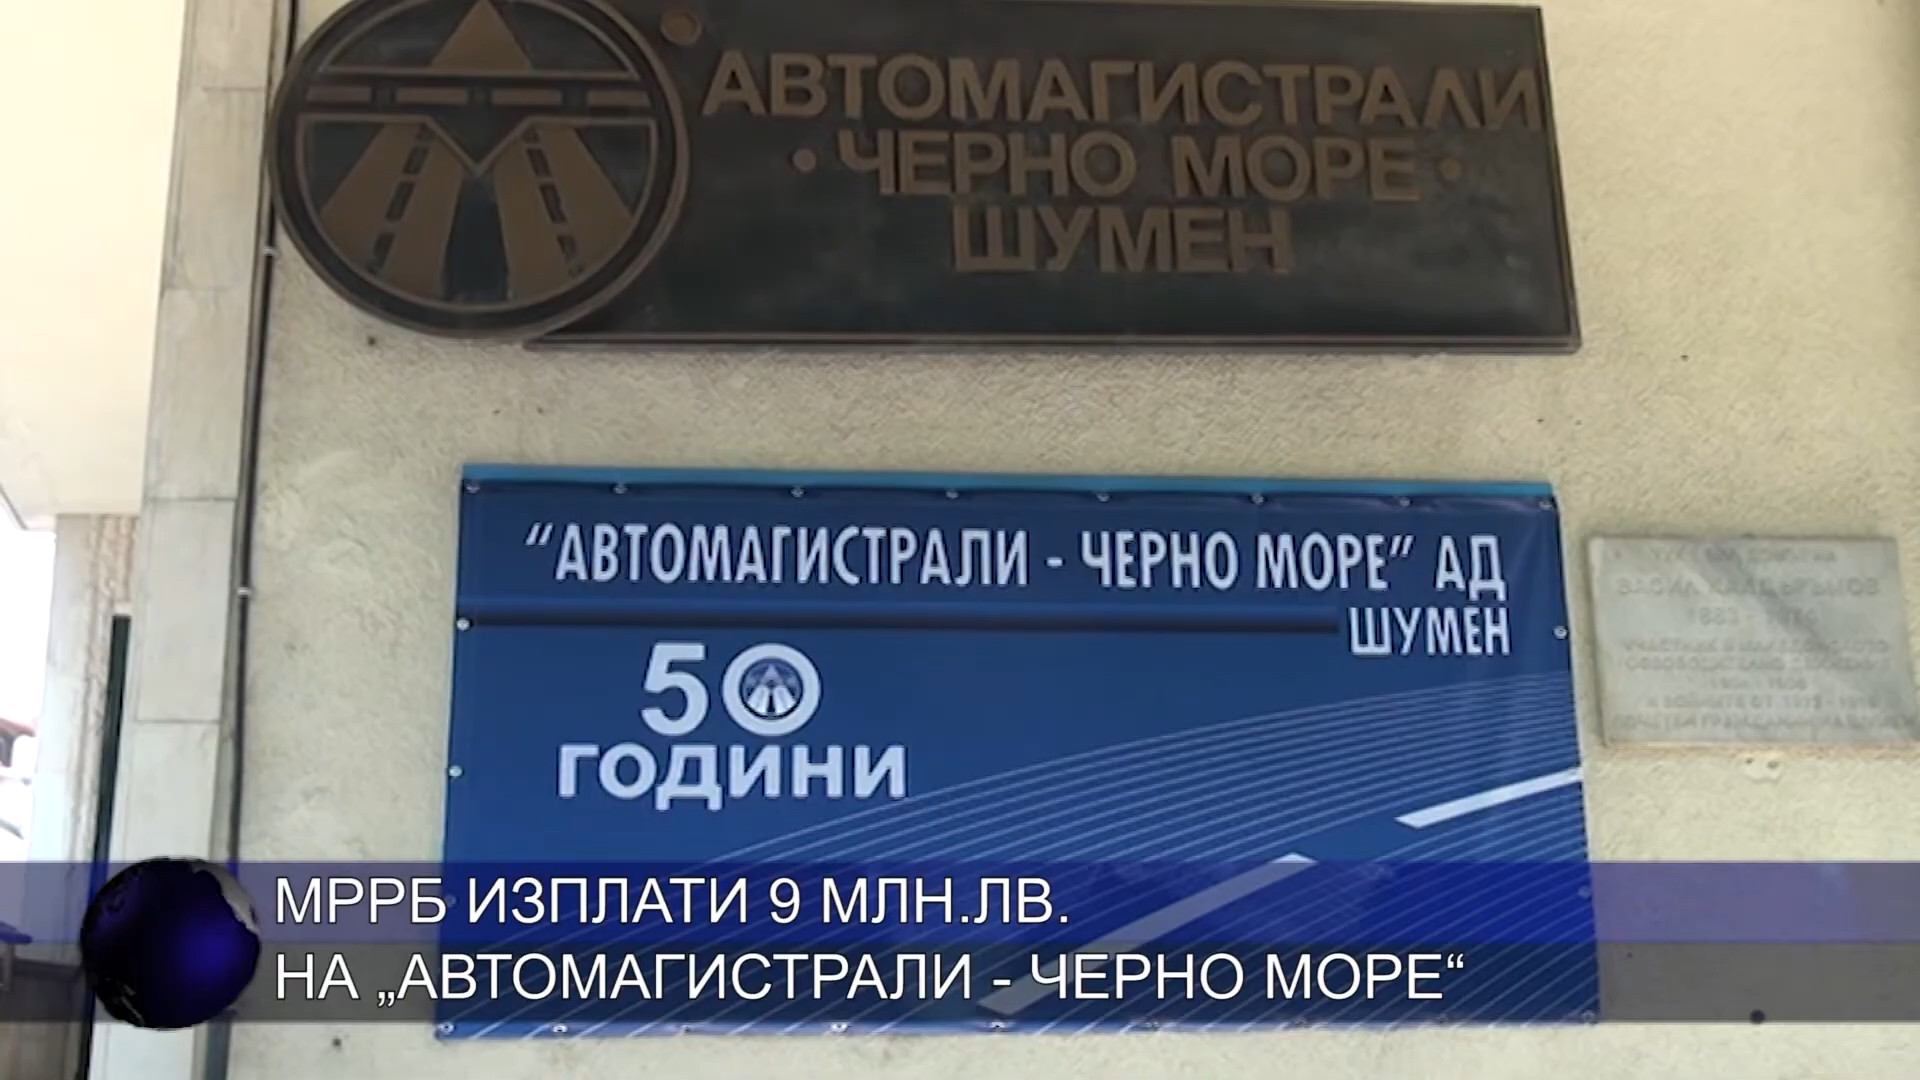 АВТОМАГИСТРАЛИ
• ЧЕРНО МОРЕ •
ШУМЕН
“АВТОМАГИСТРАЛИ - ЧЕРНО МОРЕ” АД
ШУМЕН
50
ГОДИНИ
МРРБ ИЗПЛАТИ 9 МЛН.ЛВ.
НА „АВТОМАГИСТРАЛИ - ЧЕРНО МОРЕ“